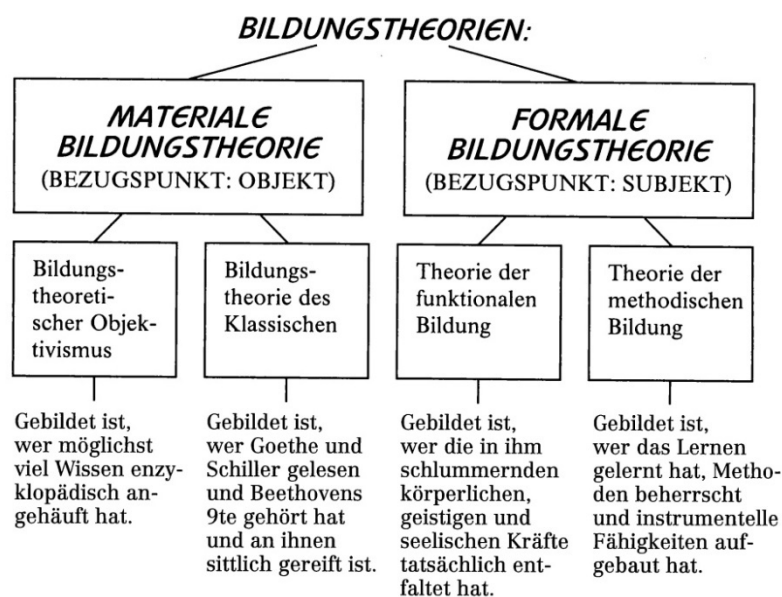 BILDUNGSTHEORIEN:
MATERIALE
BILDUNGSTHEORIE
(BEZUGSPUNKT: OBJEKT)
FORMALE
BILDUNGSTHEORIE
(BEZUGSPUNKT: SUBJEKT)
Bildungs-
theoreti-
scher Objek-
tivismus
Bildungs-
theorie des
Klassischen
Theorie der
funktionalen
Bildung
Theorie der
methodischen
Bildung
Gebildet ist,
wer möglichst
viel Wissen enzy-
klopädisch an-
gehäuft hat.
Gebildet ist,
wer Goethe und
Schiller gelesen
und Beethovens
9te gehört hat
und an ihnen
sittlich gereift ist.
Gebildet ist,
wer die in ihm
schlummernden
körperlichen,
geistigen und
seelischen Kräfte
tatsächlich ent-
faltet hat.
Gebildet ist,
wer das Lernen
gelernt hat, Metho-
den beherrscht
und instrumentelle
Fähigkeiten auf-
gebaut hat.